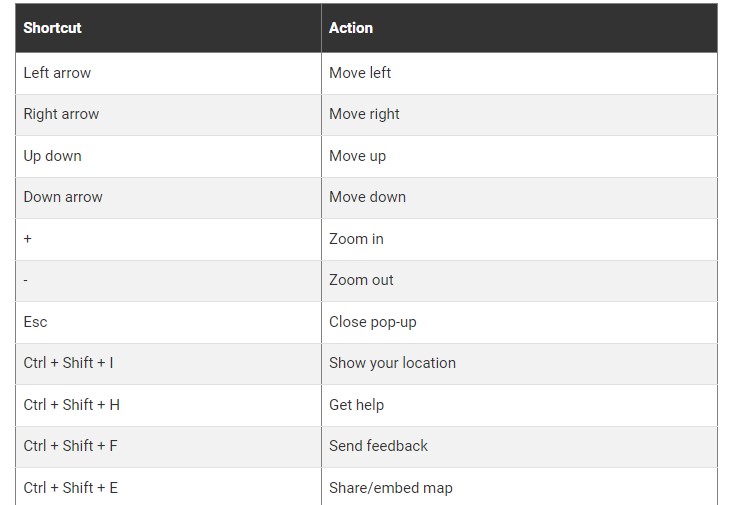 Shortcut Action
Left arrow Move left
Right arrow Move right
Up down Move up
Down arrow Move down
+ Zoom in
- Zoom out
Esc Close pop-up
Ctrl + Shift + I Show your location
Ctrl + Shift + H Get help
Ctrl + Shift + F Send feedback
Ctrl + Shift + E Share/embed map